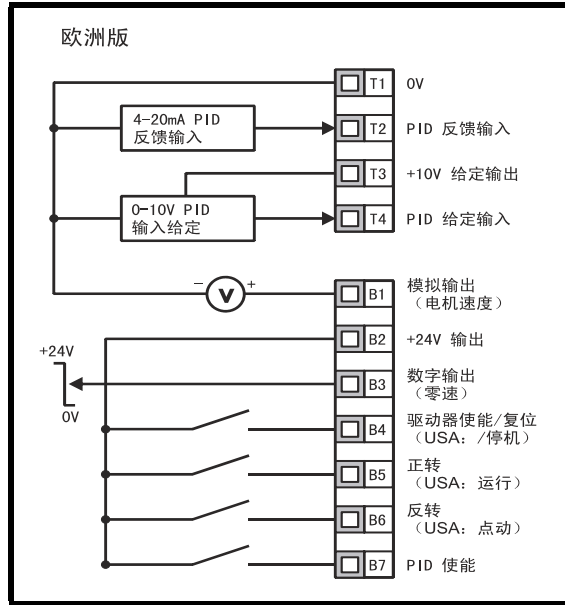 欧洲版
T1 0V
4-20mA PID
反馈输入
T2 PID 反馈输入
T3 +10V 给定输出
0-10V PID
输入给定
T4 PID 给定输入
- V +
B1 模拟输出
（电机速度）
B2 +24V 输出
+24V
0V
B3 数字输出
（零速）
B4 驱动器使能/复位
（USA：/停机）
B5 正转
（USA：运行）
B6 反转
（USA：点动）
B7 PID 使能